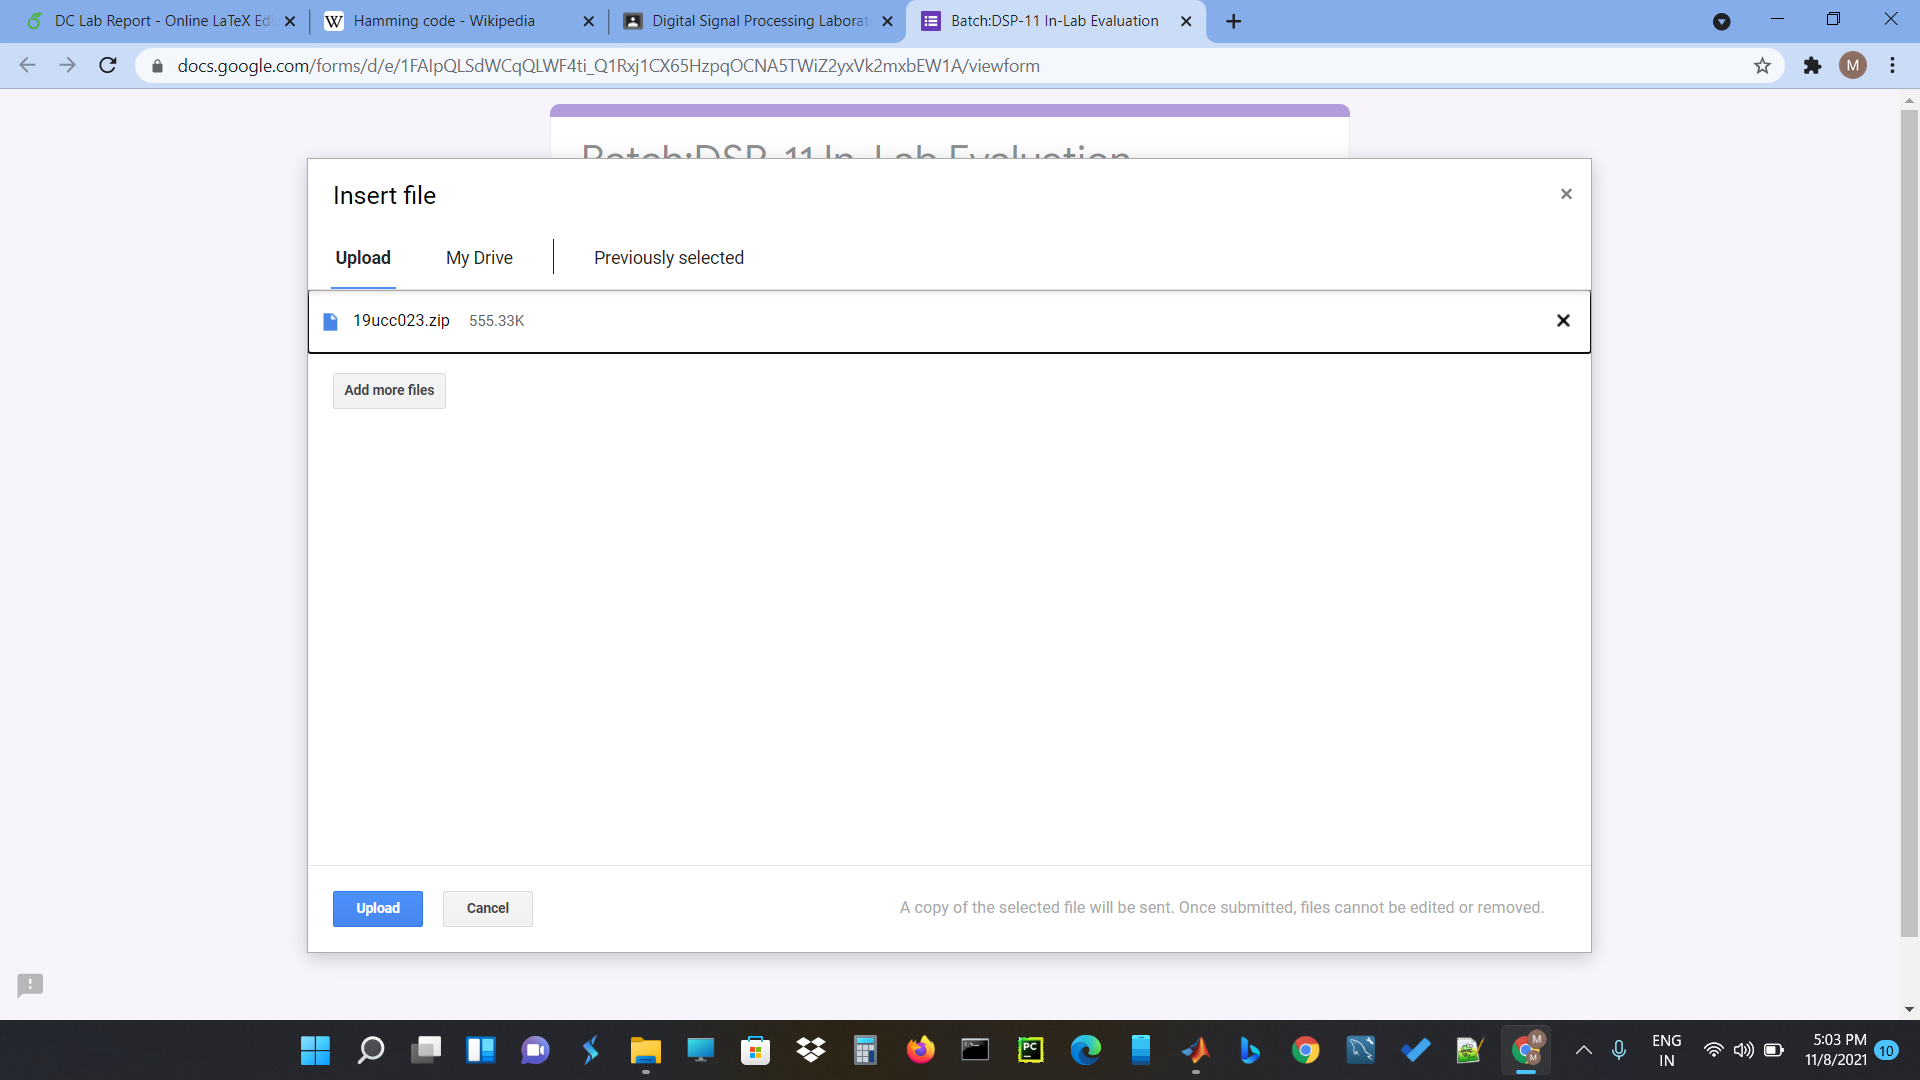 DC Lab Report - Online LaTeX Edi
Hamming code - Wikipedia
Digital Signal Processing Laborat
Batch:DSP-11 In-Lab Evaluation
docs.google.com/forms/d/e/1FAIpQLSdWCqQLWF4ti_Q1Rxj1CX65HzpqOCNA5TWiZ2yxVk2mxbEW1A/viewform
M
Batch:DSP-11 In-Lab Evaluation
Insert file
Upload
My Drive
Previously selected
19ucc023.zip 555.33K
Add more files
Upload
Cancel
A copy of the selected file will be sent. Once submitted, files cannot be edited or removed.
ENG
IN
5:03 PM
11/8/2021
10